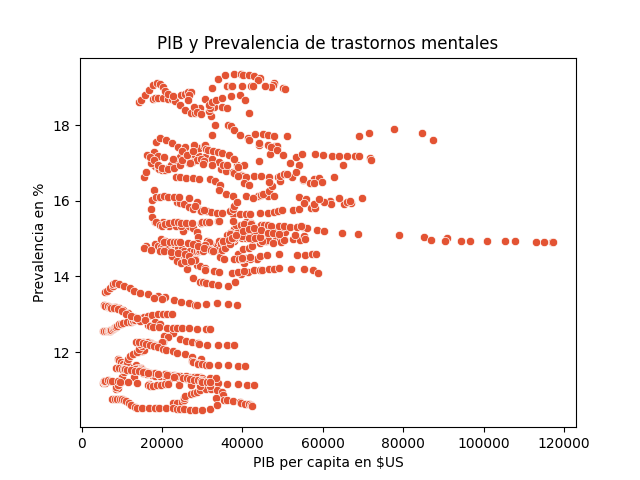 PIB y Prevalencia de trastornos mentales
Prevalencia en %
18
16
14
12
0 20000 40000 60000 80000 100000 120000
PIB per capita en $US